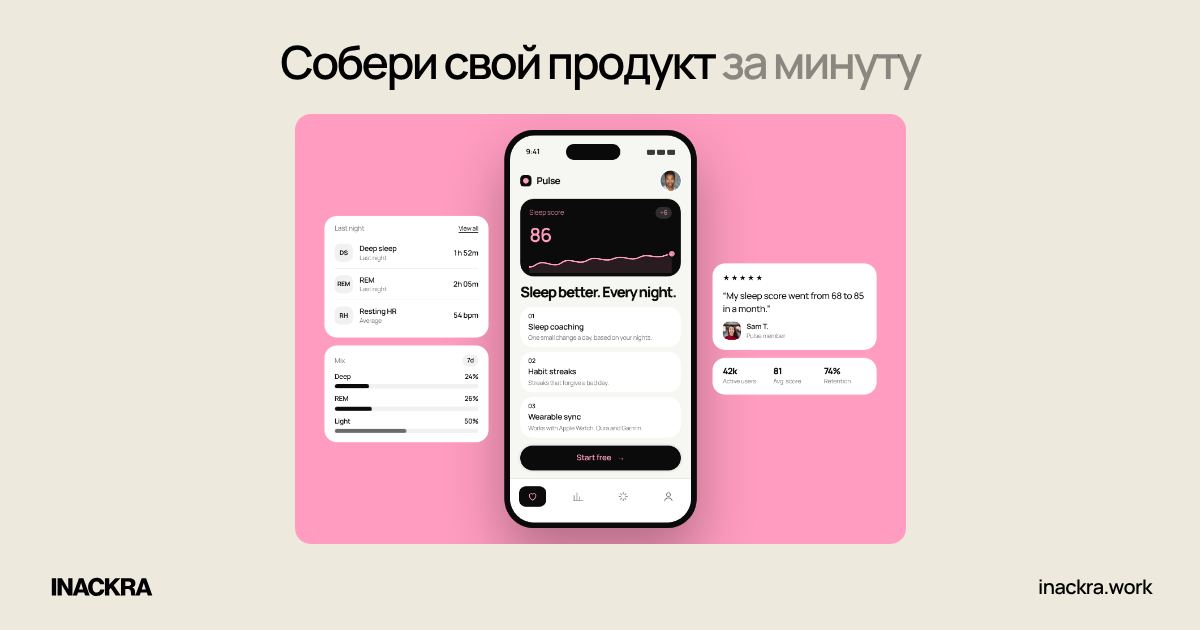 Собери свой продукт за минуту
Last night View all
DS Deep sleep 1h 52m
Last night
REM REM 2h 05m
Last night
RH Resting HR 54 bpm
Average
Mix 7d
Deep 24%
REM 26%
Light 50%
9:41
Pulse
Sleep score +6
86
Sleep better. Every night.
01
Sleep coaching
One small change a day, based on your nights.
02
Habit streaks
Streaks that forgive a bad day.
03
Wearable sync
Works with Apple Watch, Oura and Garmin
Start free →
★ ★ ★ ★ ★
“My sleep score went from 68 to 85
in a month.”
Sam T.
Pulse member
42k 81 74%
Active users Avg. score Retention
INACKRA
inackra.work